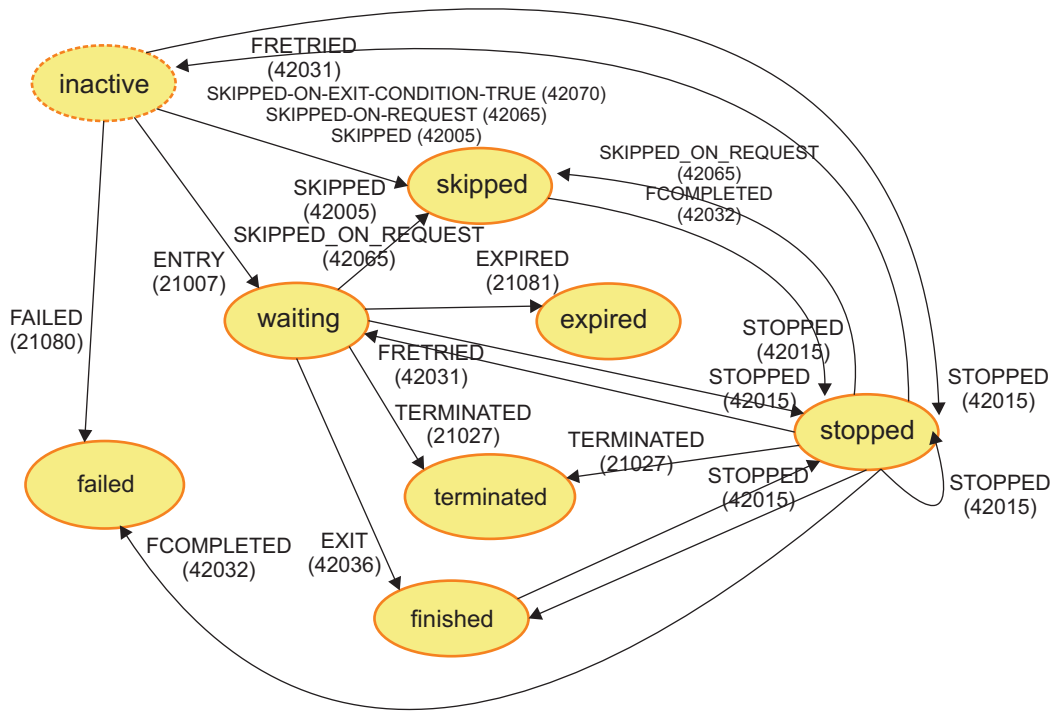 FRETRIED
(42031)
inactive
SKIPPED-ON-EXIT-CONDITION-TRUE (42070)
SKIPPED-ON-REQUEST (42065)
SKIPPED (42005)
SKIPPED_ON_REQUEST
(42065)
FCOMPLETED
(42032)
skipped
SKIPPED
(42005)
SKIPPED_ON_REQUEST
(42065)
ENTRY
(21007)
EXPIRED
(21081)
FAILED
(21080)
waiting
expired
STOPPED
(42015)
FRETRIED
(42031)
STOPPED
(42015)
STOPPED
(42015)
TERMINATED
(21027)
stopped
TERMINATED
(21027)
STOPPED
(42015)
STOPPED
(42015)
failed
terminated
FCOMPLETED
(42032)
EXIT
(42036)
finished